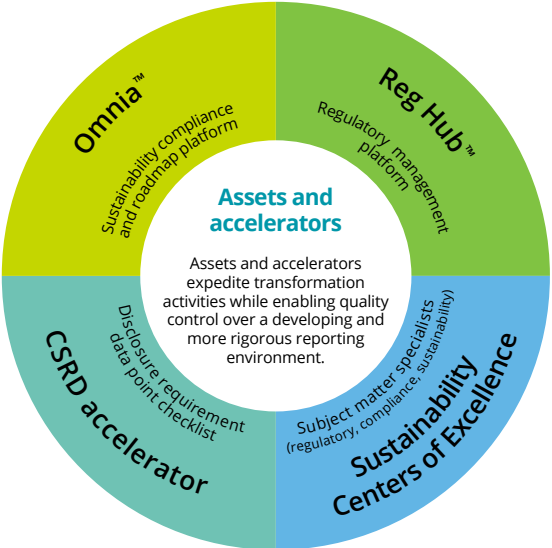 Omnia™
Sustainability compliance
and roadmap platform
Reg Hub™
Regulatory management
platform
Assets and
accelerators
Assets and accelerators
expedite transformation
activities while enabling quality
control over a developing and
more rigorous reporting
environment.
Disclosure requirement
data point checklist
CSRD accelerator
Subject matter specialists
(regulatory, compliance, sustainability)
Sustainability
Centers of Excellence